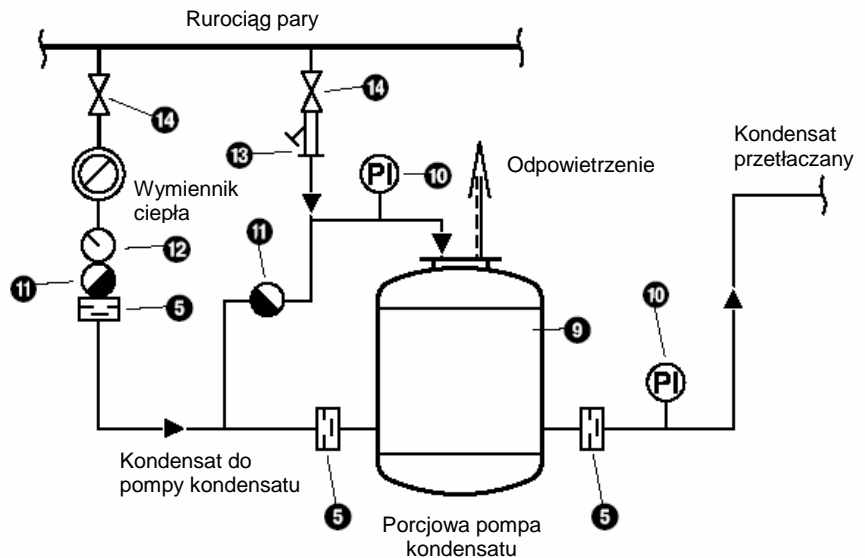 Rurociąg pary
14
14
13
Kondensat
przetłaczany
PI
10
Odpowietrzenie
Wymiennik
ciepła
12
11
11
5
9
10
PI
Kondensat do
pompy kondensatu
5
5
Porcjowa pompa
kondensatu